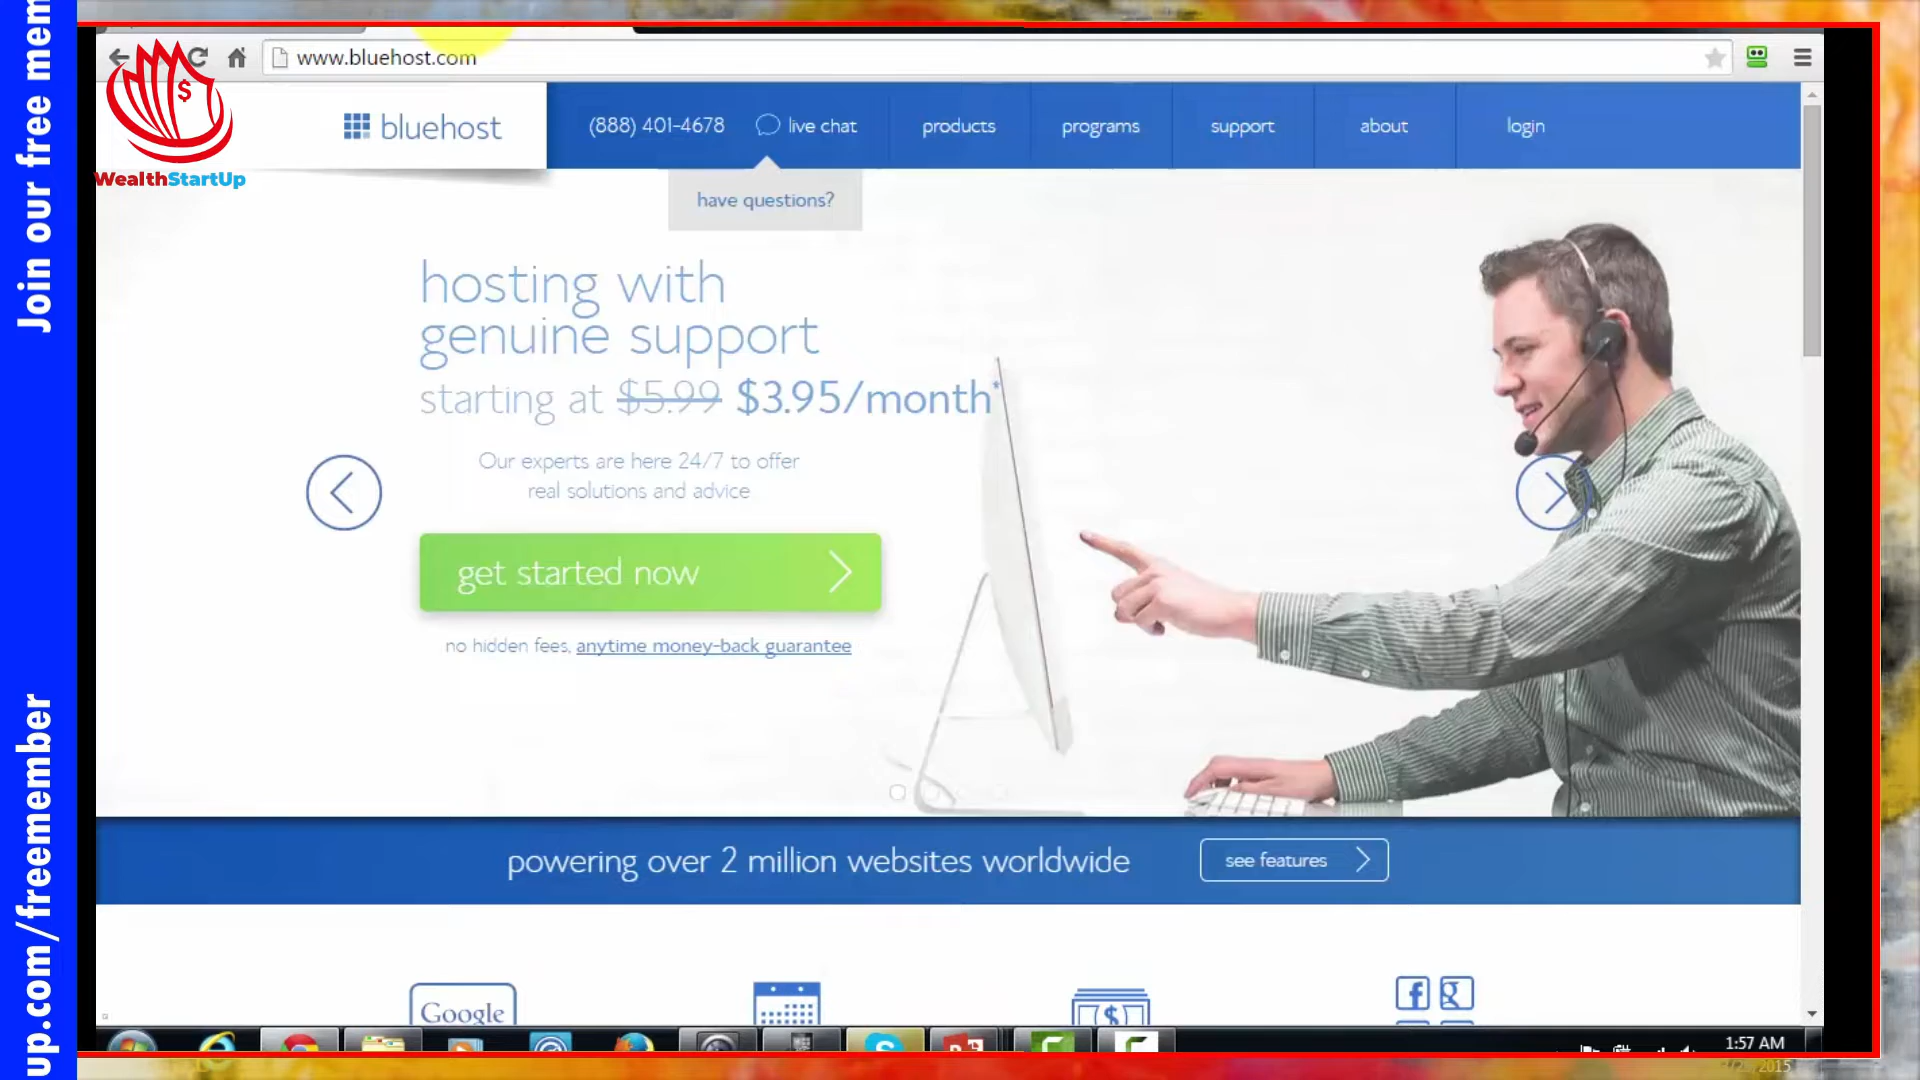 Join our free mem
up.com/freemember
www.bluehost.com
$
WealthStartUp
bluehost
(888) 401-4678
live chat
products
programs
support
about
login
have questions?
hosting with
genuine support
starting at $5.99 $3.95/month*
Our experts are here 24/7 to offer
real solutions and advice
get started now
no hidden fees, anytime money-back guarantee
powering over 2 million websites worldwide
see features
Google
$
f
g
1:57 AM